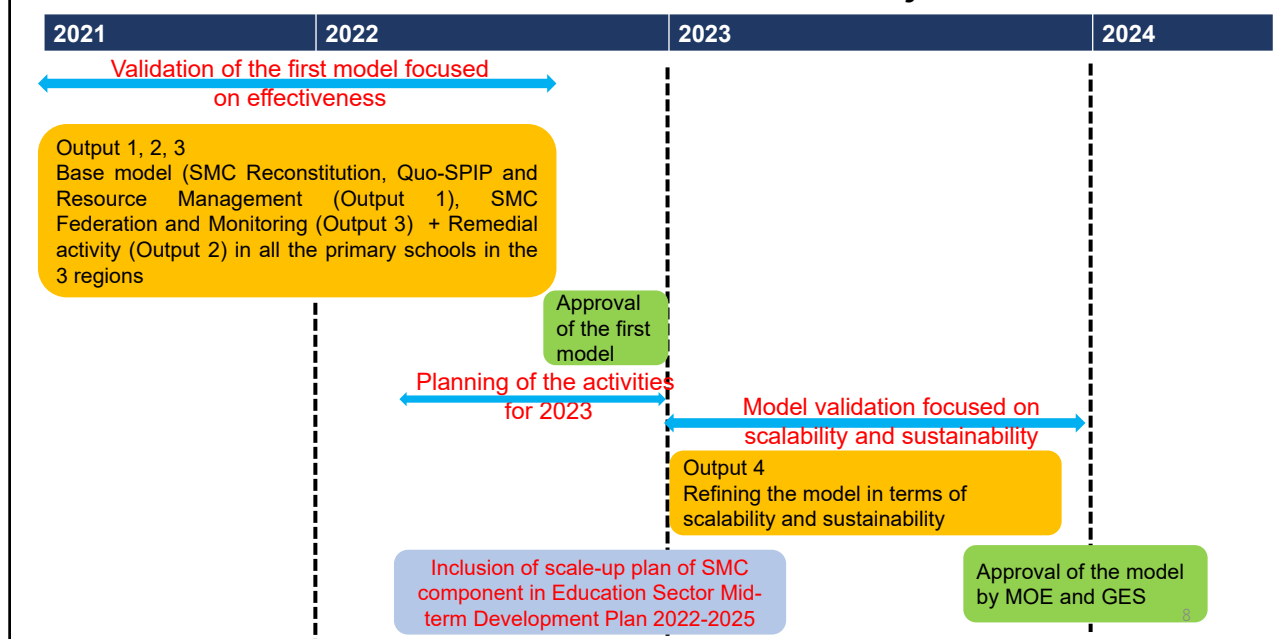 2021
2022
2023
2024
Validation of the first model focused
on effectiveness
Output 1, 2, 3
Base model (SMC Reconstitution, Quo-SPIP and
Resource Management (Output 1), SMC
Federation and Monitoring (Output 3) + Remedial
activity (Output 2) in all the primary schools in the
3 regions
Approval
of the first
model
Planning of the activities
for 2023
Model validation focused on
scalability and sustainability
Output 4
Refining the model in terms of
scalability and sustainability
Inclusion of scale-up plan of SMC
component in Education Sector Mid-
term Development Plan 2022-2025
Approval of the model
by MOE and GES
8